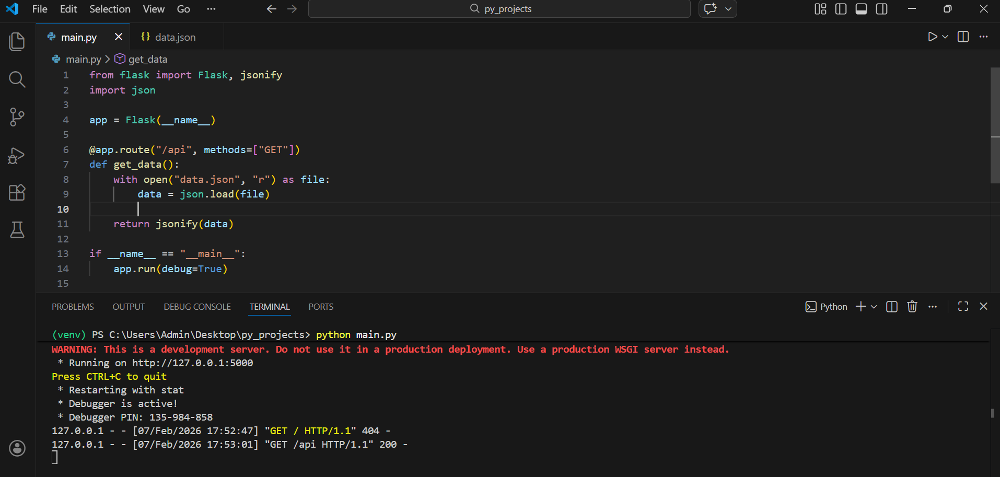 File Edit Selection View Go ··· py_projects
main.py data.json
main.py > get_data
1 from flask import Flask, jsonify
2 import json
3
4 app = Flask(__name__)
5
6 @app.route("/api", methods=["GET"])
7 def get_data():
8 with open("data.json", "r") as file:
9 data = json.load(file)
10
11 return jsonify(data)
12
13 if __name__ == "__main__":
14 app.run(debug=True)
15
PROBLEMS OUTPUT DEBUG CONSOLE TERMINAL PORTS Python
(venv) PS C:\Users\Admin\Desktop\py_projects> python main.py
WARNING: This is a development server. Do not use it in a production deployment. Use a production WSGI server instead.
* Running on http://127.0.0.1:5000
Press CTRL+C to quit
* Restarting with stat
* Debugger is active!
* Debugger PIN: 135-984-858
127.0.0.1 - - [07/Feb/2026 17:52:47] "GET / HTTP/1.1" 404 -
127.0.0.1 - - [07/Feb/2026 17:53:01] "GET /api HTTP/1.1" 200 -